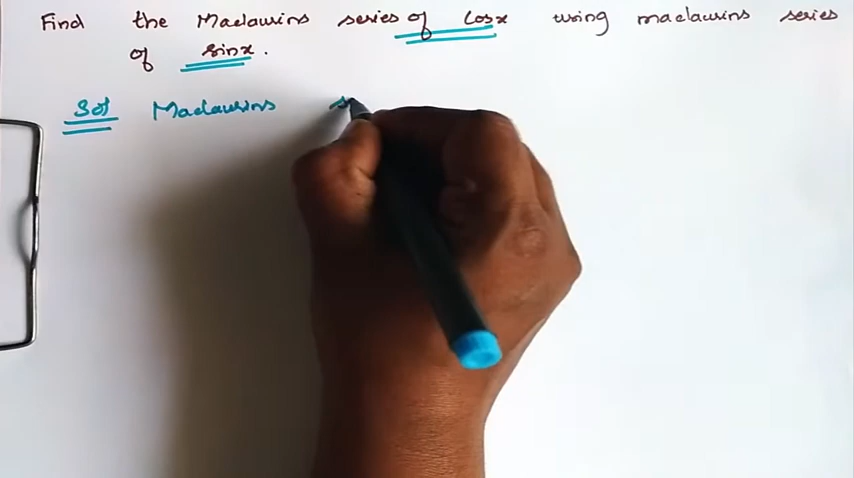 Find the Maclaurins series of Cosx using maclaurins series
of sinx.
Sol Maclaurins s